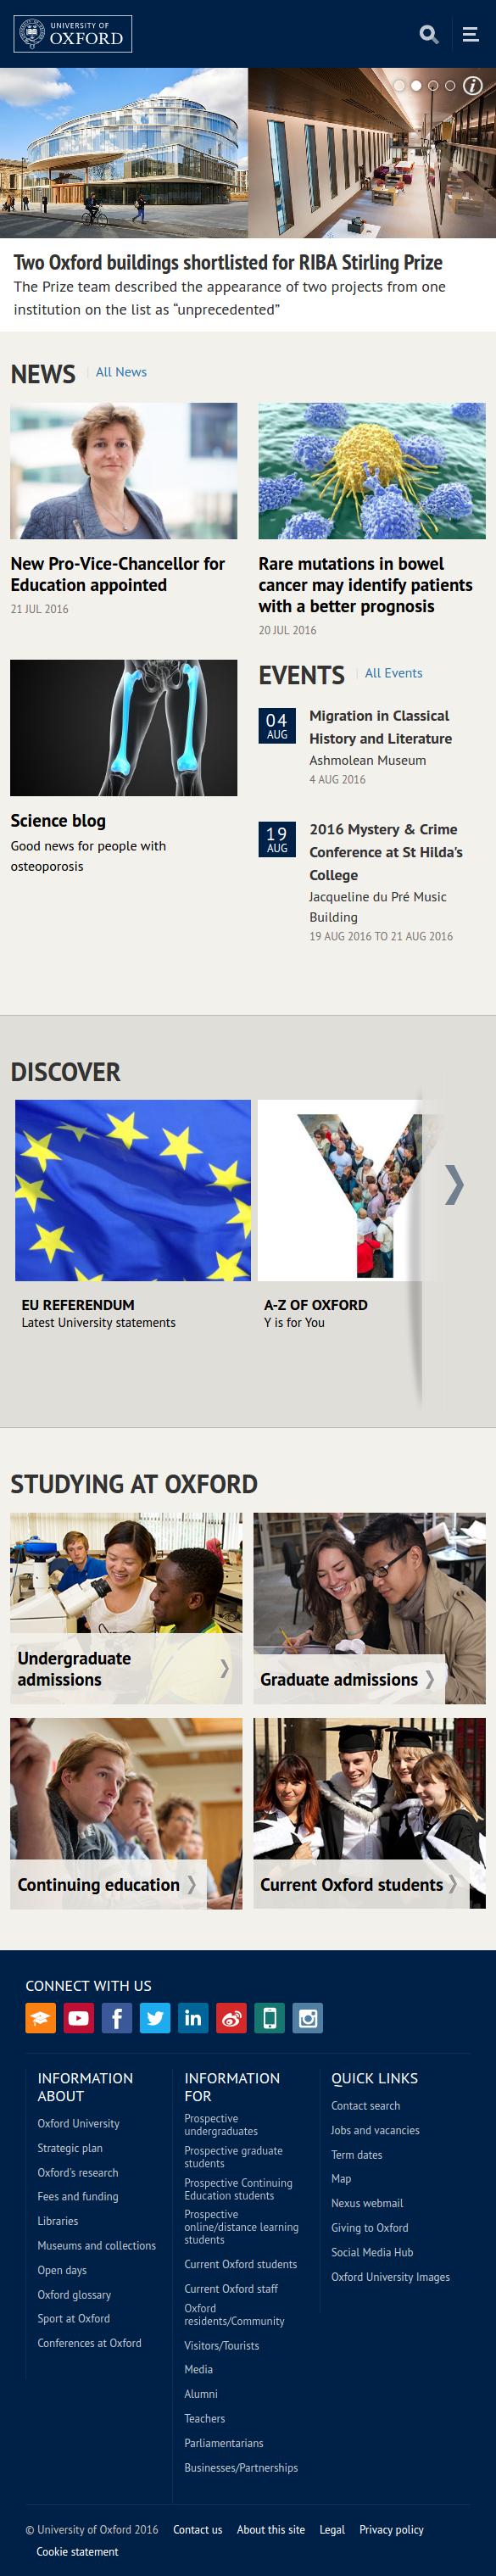 UNIVERSITY OF
OXFORD
Two Oxford buildings shortlisted for RIBA Stirling Prize
The Prize team described the appearance of two projects from one
institution on the list as “unprecedented”
NEWS
All News
New Pro-Vice-Chancellor for
Education appointed
21 JUL 2016
Rare mutations in bowel
cancer may identify patients
with a better prognosis
20 JUL 2016
Science blog
Good news for people with
osteoporosis
EVENTS
All Events
04
AUG
Migration in Classical
History and Literature
Ashmolean Museum
4 AUG 2016
19
AUG
2016 Mystery & Crime
Conference at St Hilda's
College
Jacqueline du Pré Music
Building
19 AUG 2016 TO 21 AUG 2016
DISCOVER
EU REFERENDUM
Latest University statements
A-Z OF OXFORD
Y is for You
STUDYING AT OXFORD
Undergraduate
admissions
Graduate admissions
Continuing education
Current Oxford students
CONNECT WITH US
INFORMATION
ABOUT
Oxford University
Strategic plan
Oxford's research
Fees and funding
Libraries
Museums and collections
Open days
Oxford glossary
Sport at Oxford
Conferences at Oxford
INFORMATION
FOR
Prospective
undergraduates
Prospective graduate
students
Prospective Continuing
Education students
Prospective
online/distance learning
students
Current Oxford students
Current Oxford staff
Oxford
residents/Community
Visitors/Tourists
Media
Alumni
Teachers
Parliamentarians
Businesses/Partnerships
QUICK LINKS
Contact search
Jobs and vacancies
Term dates
Map
Nexus webmail
Giving to Oxford
Social Media Hub
Oxford University Images
© University of Oxford 2016 Contact us About this site Legal Privacy policy
Cookie statement